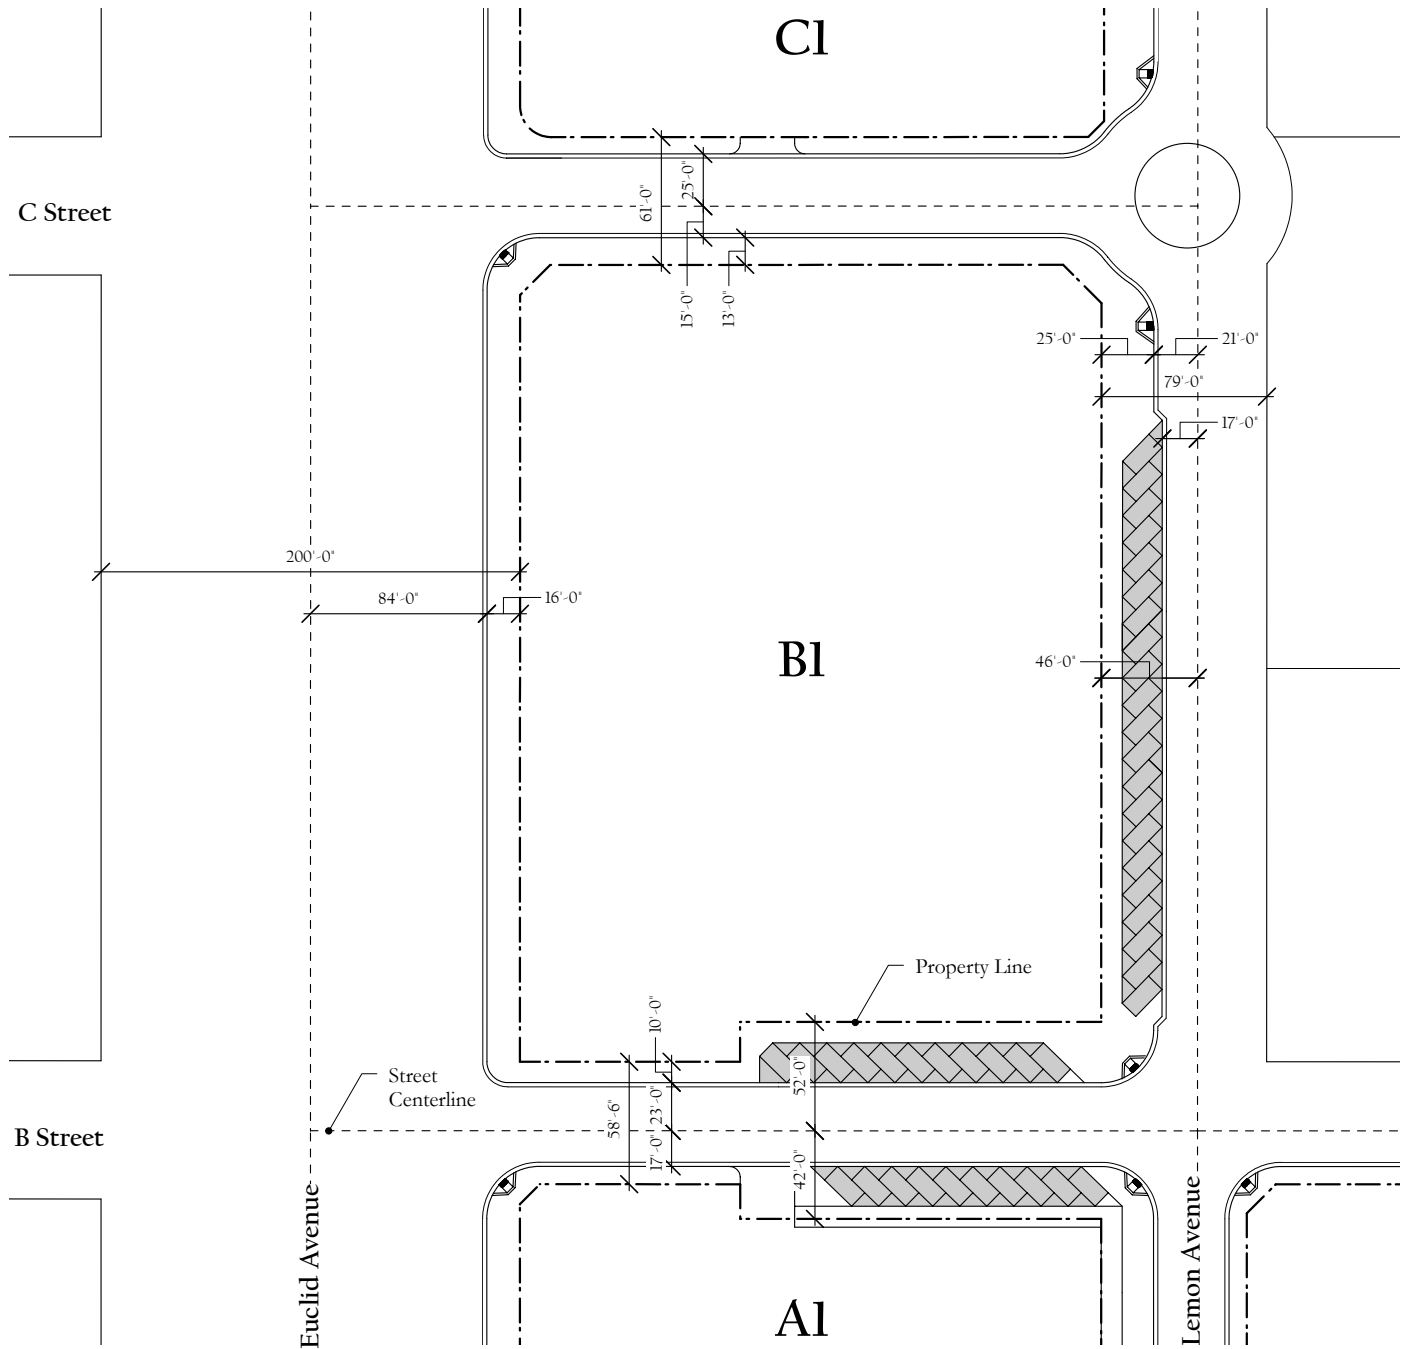 C1
C Street
61'-0"
25'-0"
15'-0"
13'-0"
25'-0"
21'-0"
79'-0"
17'-0"
200'-0"
84'-0"
16'-0"
B1
46'-0"
Property Line
10'-0"
Street
Centerline
52'-0"
58'-6"
23'-0"
B Street
17'-0"
42'-0"
Euclid Avenue
Lemon Avenue
A1